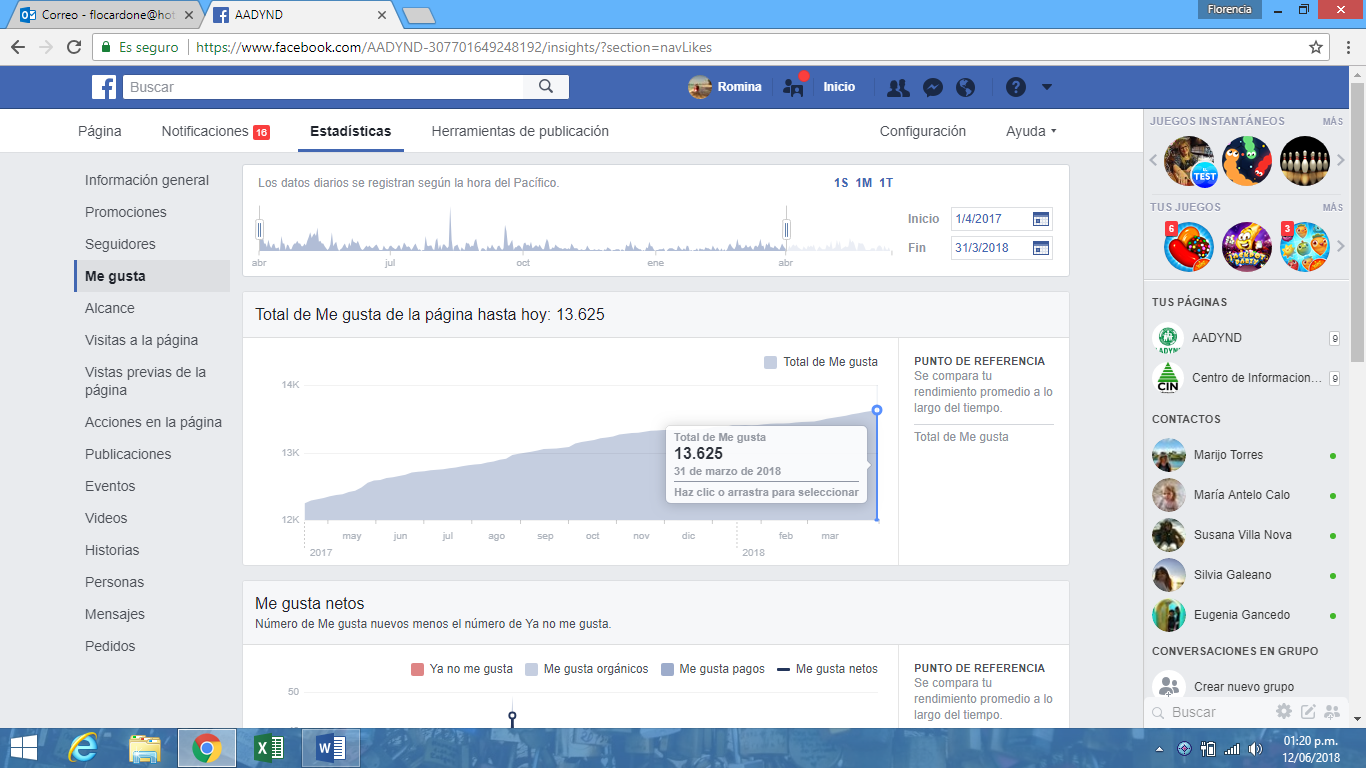 Correo - flocardone@hot
AADYND
Florencia
Es seguro
https://www.facebook.com/AADYND-307701649248192/insights/?section=navLikes
Buscar
Romina
Inicio
Página
Notificaciones 16
Estadísticas
Herramientas de publicación
Configuración
Ayuda
Información general
Promociones
Seguidores
Me gusta
Alcance
Visitas a la página
Vistas previas de la
página
Acciones en la página
Publicaciones
Eventos
Videos
Historias
Personas
Mensajes
Pedidos
Los datos diarios se registran según la hora del Pacífico.
1S 1M 1T
Inicio 1/4/2017
Fin 31/3/2018
abr jul oct ene abr
Total de Me gusta de la página hasta hoy: 13.625
Total de Me gusta
14K
13K
12K
Total de Me gusta
13.625
31 de marzo de 2018
Haz clic o arrastra para seleccionar
may jun jul ago sep oct nov dic feb mar
2017 2018
PUNTO DE REFERENCIA
Se compara tu
rendimiento promedio a lo
largo del tiempo.
Total de Me gusta
Me gusta netos
Número de Me gusta nuevos menos el número de Ya no me gusta.
Ya no me gusta Me gusta orgánicos Me gusta pagos Me gusta netos
50
PUNTO DE REFERENCIA
Se compara tu
rendimiento promedio a lo
largo del tiempo.
JUEGOS INSTANTÁNEOS MÁS
TEST
TUS JUEGOS MÁS
6
3
TUS PÁGINAS
AADYND 9
AADYND
Centro de Informacion... 9
CIN
CONTACTOS
Marijo Torres
María Antelo Calo
Susana Villa Nova
Silvia Galeano
Eugenia Gancedo
CONVERSACIONES EN GRUPO
Crear nuevo grupo
Buscar
01:20 p.m.
12/06/2018